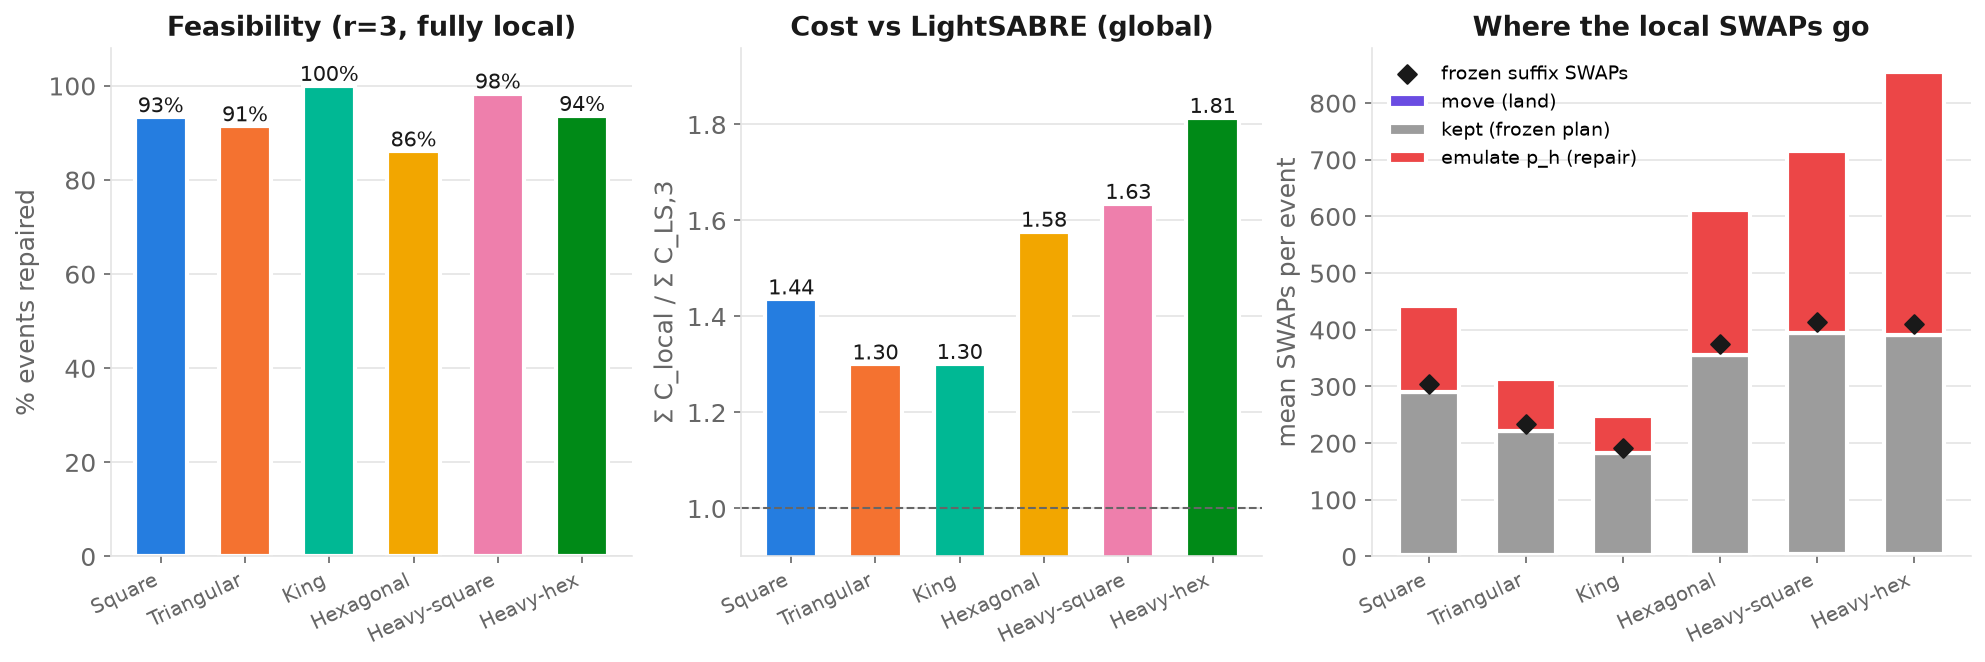 Feasibility (r=3, fully local)
% events repaired
100
80
60
40
20
0
93%
91%
100%
86%
98%
94%
Square
Triangular
King
Hexagonal
Heavy-square
Heavy-hex
Cost vs LightSABRE (global)
Σ C_local / Σ C_LS,3
1.8
1.6
1.4
1.2
1.0
1.44
1.30
1.30
1.58
1.63
1.81
Square
Triangular
King
Hexagonal
Heavy-square
Heavy-hex
Where the local SWAPs go
mean SWAPs per event
frozen suffix SWAPs
move (land)
kept (frozen plan)
emulate p_h (repair)
800
700
600
500
400
300
200
100
0
Square
Triangular
King
Hexagonal
Heavy-square
Heavy-hex